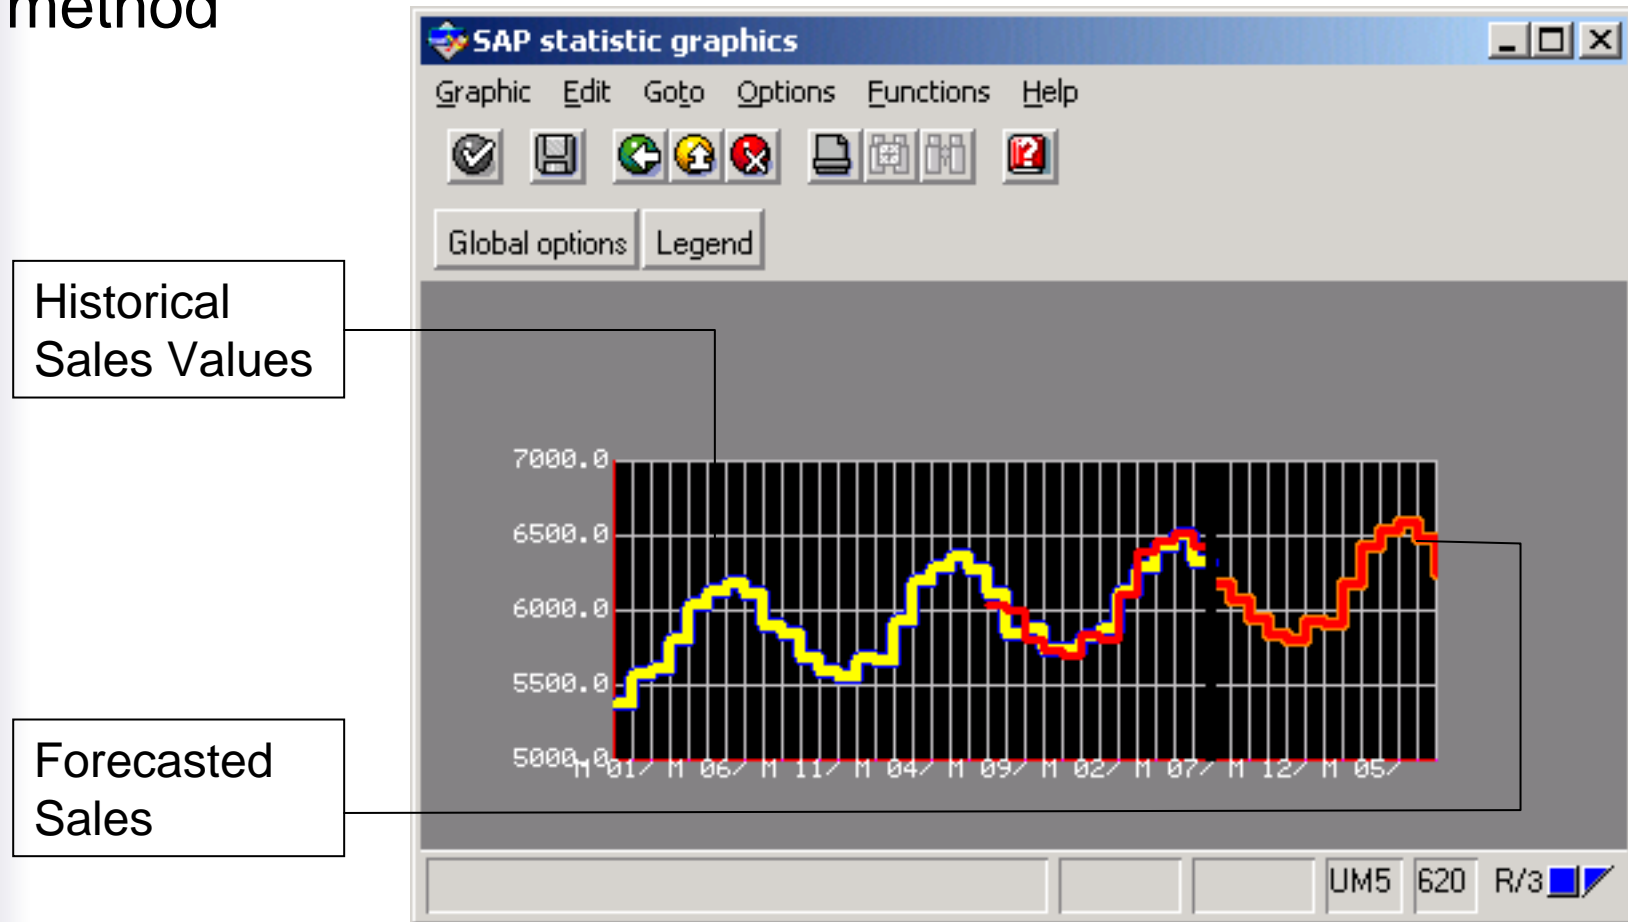 method
SAP statistic graphics
Graphic Edit Goto Options Functions Help
Global options Legend
Historical
Sales Values
7000.0
6500.0
6000.0
5500.0
5000.0
M 01/ M 06/ M 11/ M 04/ M 09/ M 02/ M 07/ M 12/ M 05/
Forecasted
Sales
UM5 620 R/3